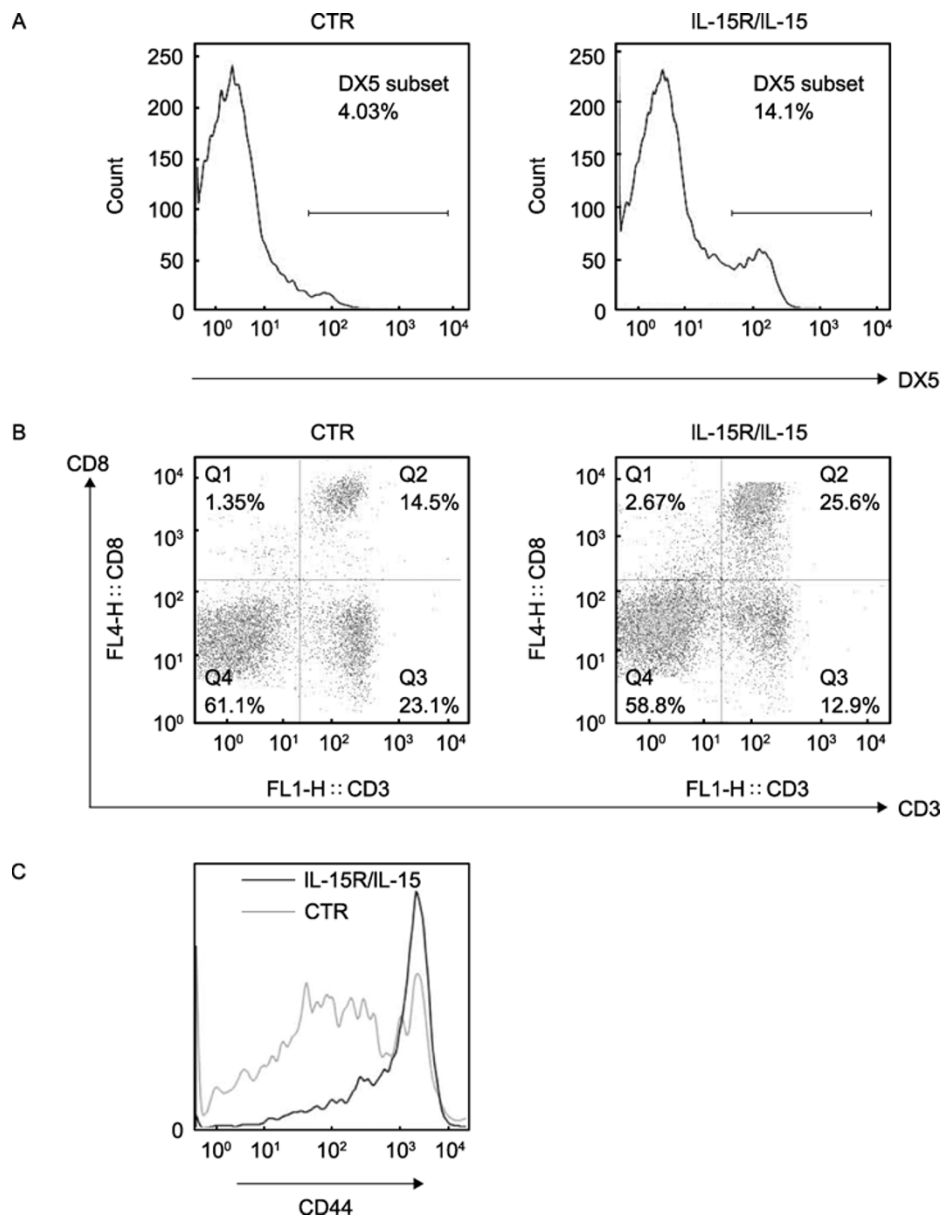 A
CTR
IL-15R/IL-15
250
200
150
100
50
0
Count
DX5 subset
4.03%
10⁰ 10¹ 10² 10³ 10⁴
250
200
150
100
50
0
Count
DX5 subset
14.1%
10⁰ 10¹ 10² 10³ 10⁴
DX5
B
CTR
IL-15R/IL-15
CD8
10⁴
10³
10²
10¹
10⁰
FL4-H :: CD8
Q1
1.35%
Q2
14.5%
Q4
61.1%
Q3
23.1%
10⁰ 10¹ 10² 10³ 10⁴
FL1-H :: CD3
10⁴
10³
10²
10¹
10⁰
FL4-H :: CD8
Q1
2.67%
Q2
25.6%
Q4
58.8%
Q3
12.9%
10⁰ 10¹ 10² 10³ 10⁴
FL1-H :: CD3
CD3
C
IL-15R/IL-15
CTR
0
10⁰ 10¹ 10² 10³ 10⁴
CD44